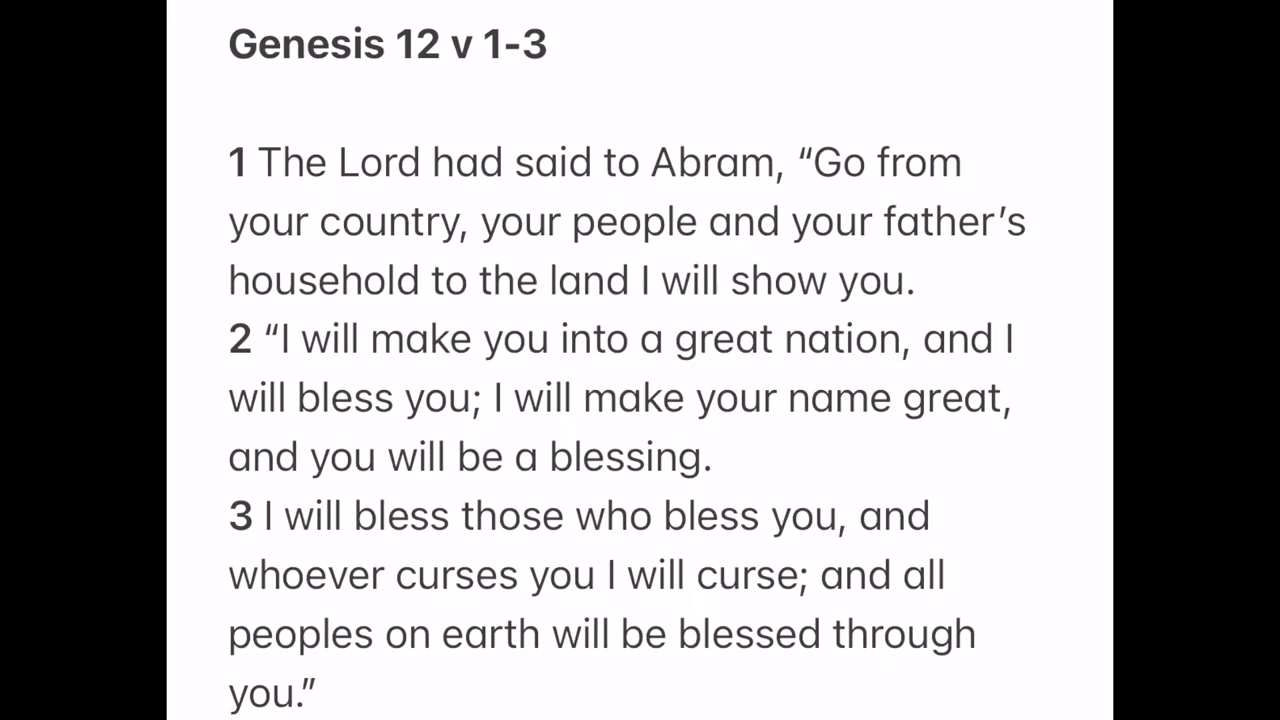 Genesis 12 v 1-3
1 The Lord had said to Abram, “Go from
your country, your people and your father’s
household to the land I will show you.
2 “I will make you into a great nation, and I
will bless you; I will make your name great,
and you will be a blessing.
3 I will bless those who bless you, and
whoever curses you I will curse; and all
peoples on earth will be blessed through
you.”